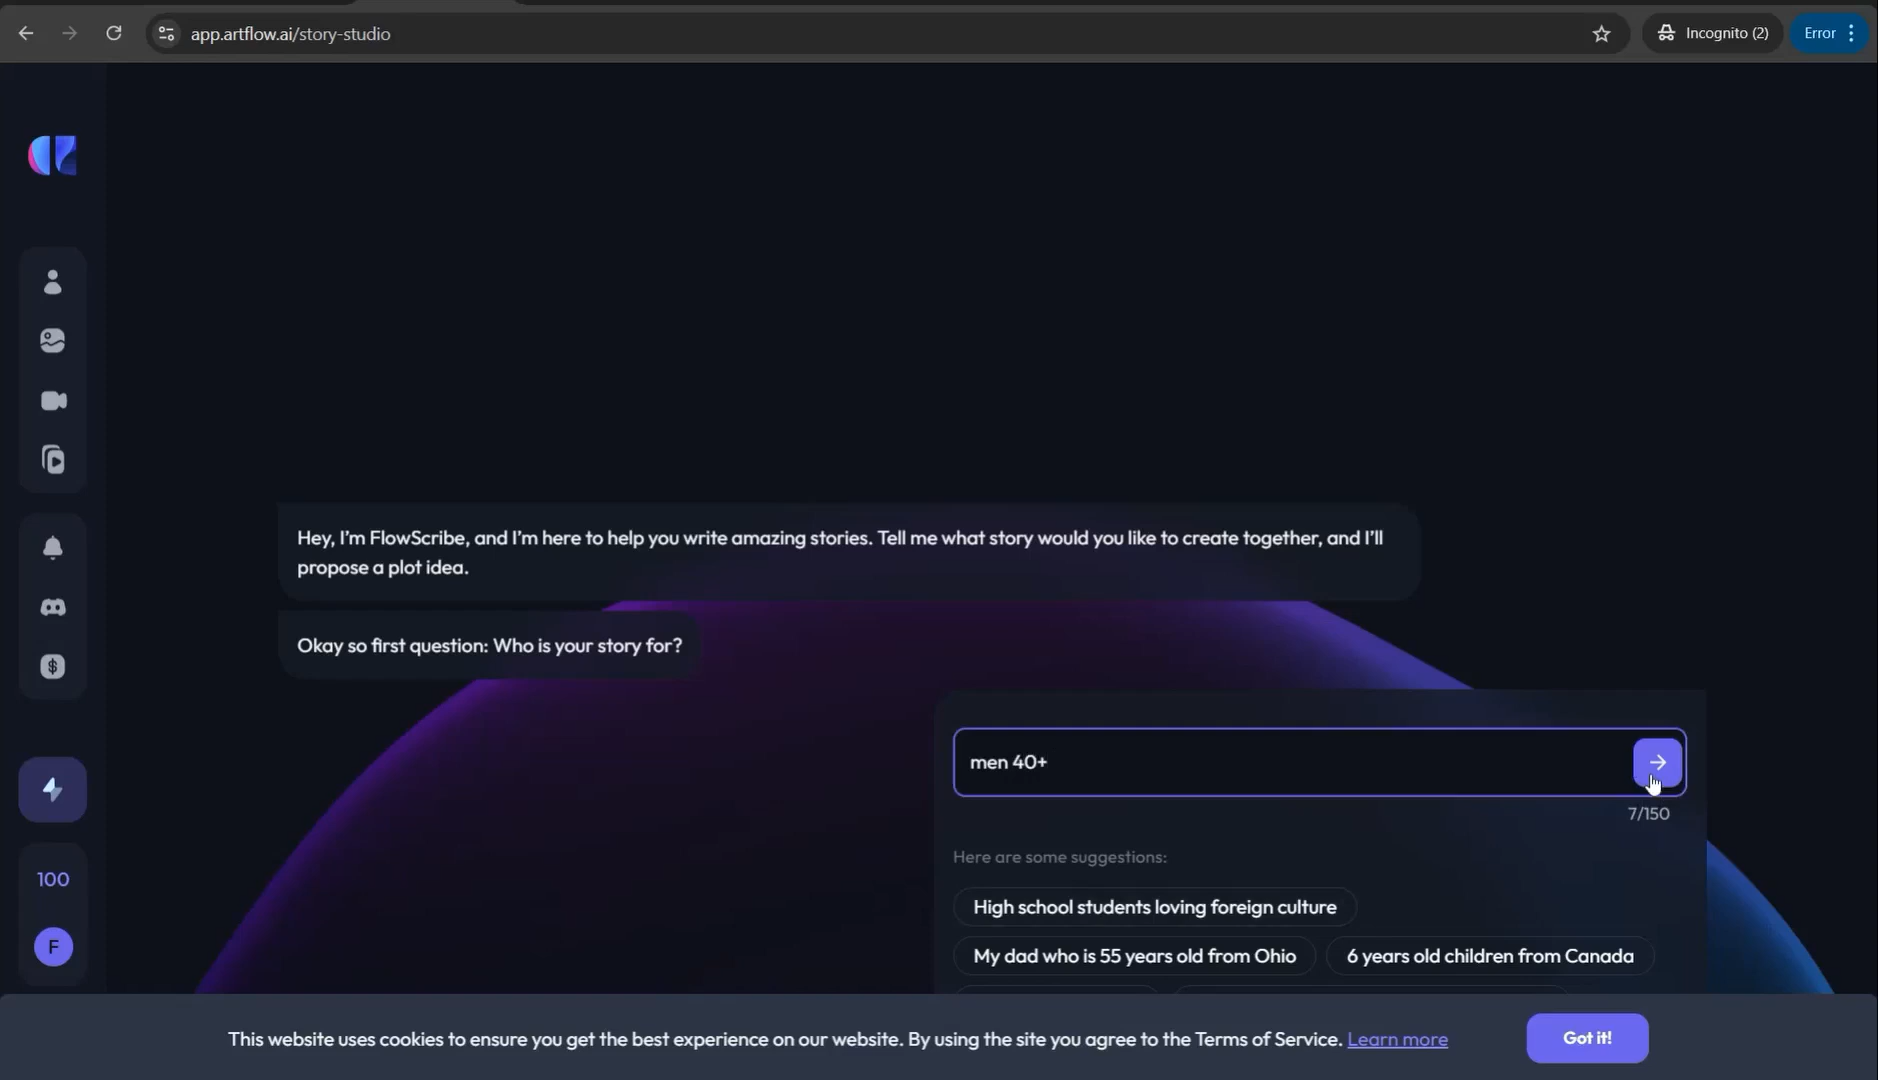 app.artflow.ai/story-studio
Incognito (2)
Error
Hey, I'm FlowScribe, and I'm here to help you write amazing stories. Tell me what story would you like to create together, and I'll
propose a plot idea.
Okay so first question: Who is your story for?
men 40+
7/150
Here are some suggestions:
High school students loving foreign culture
My dad who is 55 years old from Ohio
6 years old children from Canada
100
F
This website uses cookies to ensure you get the best experience on our website. By using the site you agree to the Terms of Service. Learn more
Got it!